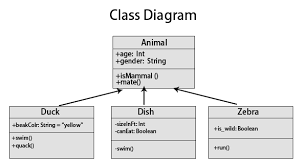 Class Diagram
Animal
+age: Int
+gender: String
+isMammal ()
+mate()
Duck
+beakColr: String = "yellow"
+swim()
+quack()
Dish
-sizeInFt: Int
-canEat: Boolean
-swim()
Zebra
+is_wild: Boolean
+run()